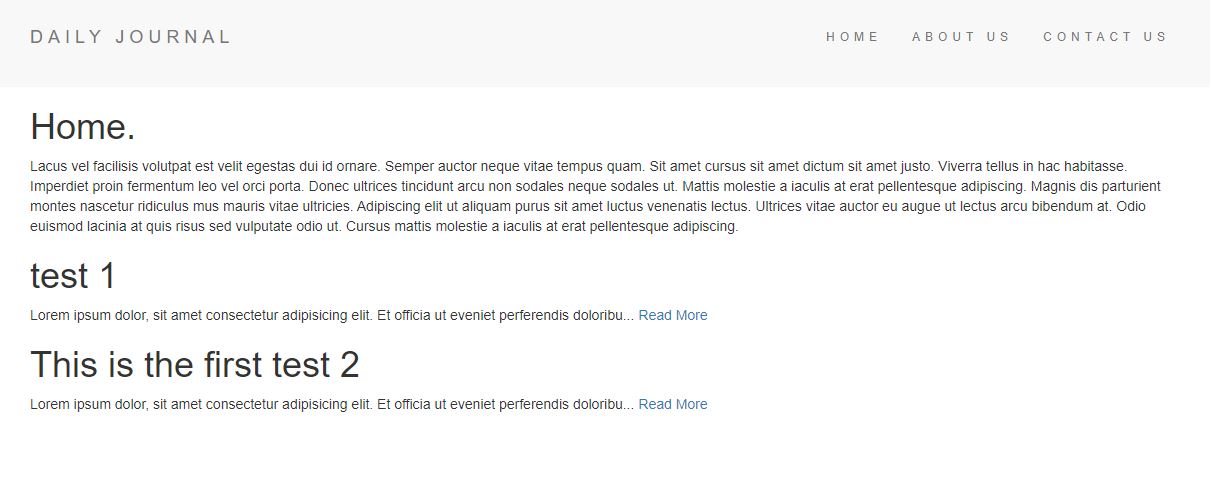 DAILY JOURNAL
HOME ABOUT US CONTACT US
Home.
Lacus vel facilisis volutpat est velit egestas dui id ornare. Semper auctor neque vitae tempus quam. Sit amet cursus sit amet dictum sit amet justo. Viverra tellus in hac habitasse.
Imperdiet proin fermentum leo vel orci porta. Donec ultrices tincidunt arcu non sodales neque sodales ut. Mattis molestie a iaculis at erat pellentesque adipiscing. Magnis dis parturient
montes nascetur ridiculus mus mauris vitae ultricies. Adipiscing elit ut aliquam purus sit amet luctus venenatis lectus. Ultrices vitae auctor eu augue ut lectus arcu bibendum at. Odio
euismod lacinia at quis risus sed vulputate odio ut. Cursus mattis molestie a iaculis at erat pellentesque adipiscing.
test 1
Lorem ipsum dolor, sit amet consectetur adipisicing elit. Et officia ut eveniet perferendis doloribu... Read More
This is the first test 2
Lorem ipsum dolor, sit amet consectetur adipisicing elit. Et officia ut eveniet perferendis doloribu... Read More